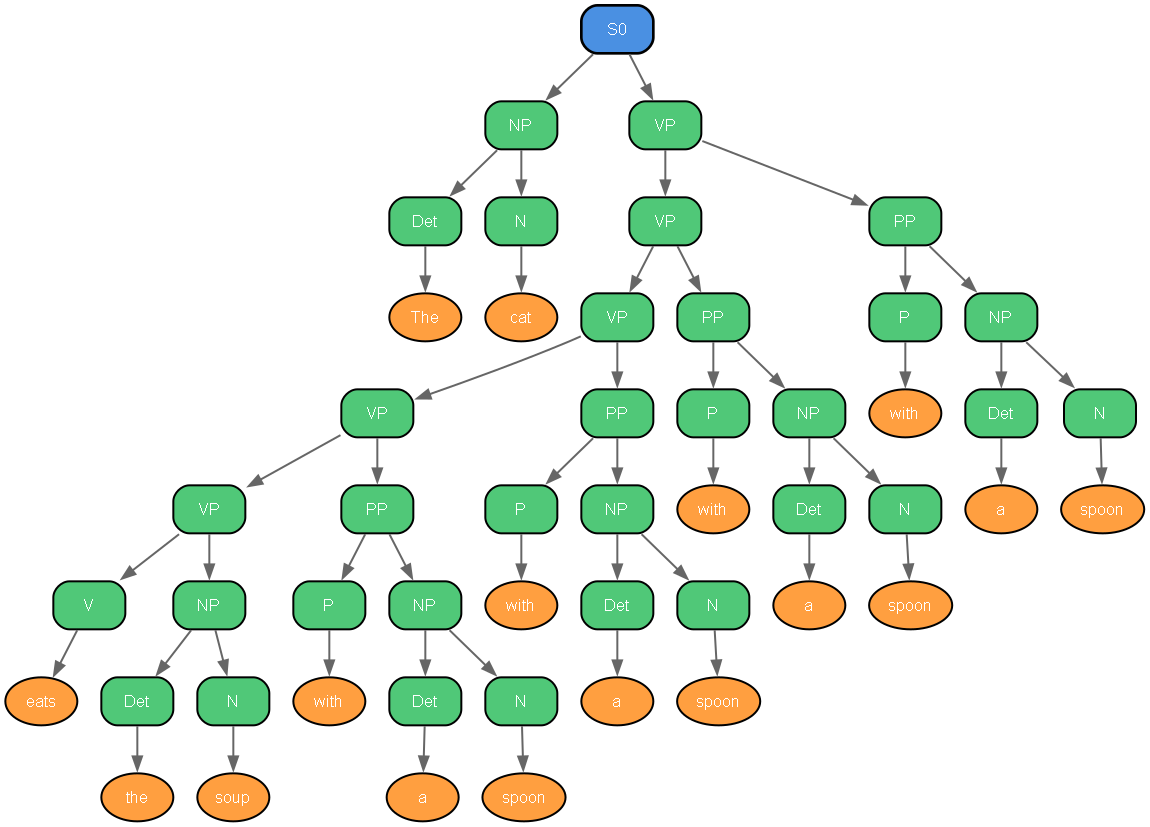 S0
NP VP
Det N VP PP
The cat VP PP P NP
VP PP P NP with Det N
VP PP P NP with Det N a spoon
V NP P NP with Det N a spoon
eats Det N with Det N a spoon
the soup a spoon